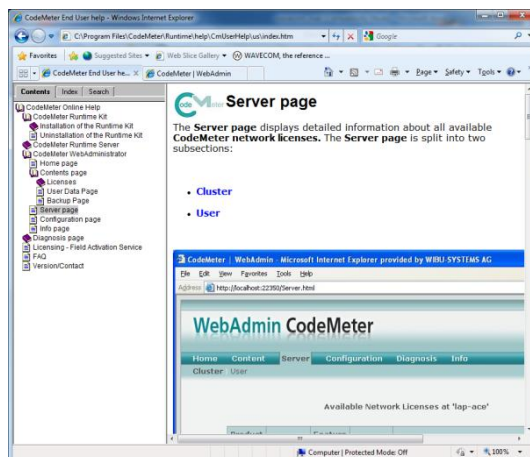 CodeMeter End User help - Windows Internet Explorer
C:\Program Files\CodeMeter\Runtime\help\CmUserHelp\us\index.htm
Google
Favorites Suggested Sites Web Slice Gallery WAVECOM, the reference ...
CodeMeter End User he... CodeMeter | WebAdmin Page Safety Tools
Contents Index Search
CodeMeter Online Help
CodeMeter Runtime Kit
Installation of the Runtime Kit
Uninstallation of the Runtime Kit
CodeMeter Runtime Server
CodeMeter WebAdministrator
Home page
Contents page
Licenses
User Data Page
Backup Page
Server page
Configuration page
Info page
Diagnosis page
Licensing - Field Activation Service
FAQ
Version/Contact
CodeMeter Server page
The Server page displays detailed information about all available
CodeMeter network licenses. The Server page is split into two
subsections:
• Cluster
• User
CodeMeter | WebAdmin - Microsoft Internet Explorer provided by WIBU-SYSTEMS AG
File Edit View Favorites Tools Help
Address http://localhost:22350/Server.html
WebAdmin CodeMeter
Home Content Server Configuration Diagnosis Info
Cluster User
Available Network Licenses at 'lap-ace'
Product Feature
Computer | Protected Mode: Off 100%